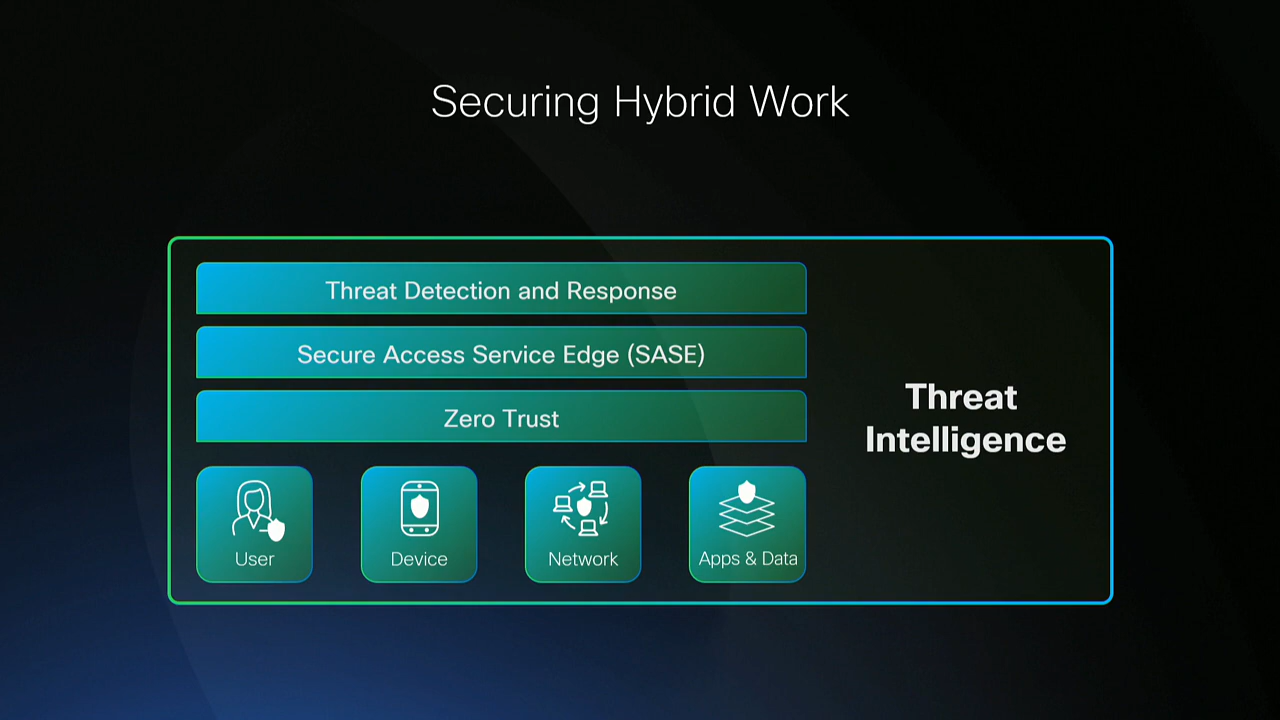 Securing Hybrid Work
Threat Detection and Response
Secure Access Service Edge (SASE)
Zero Trust
User
Device
Network
Apps & Data
Threat
Intelligence